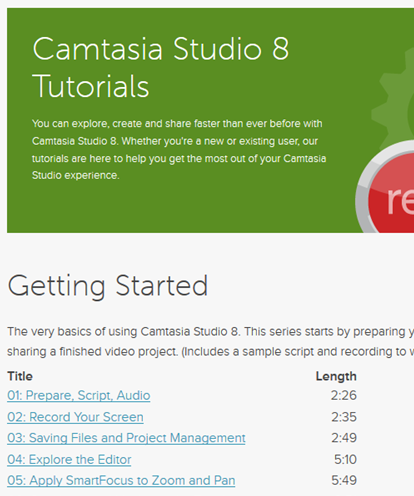 Camtasia Studio 8
Tutorials
You can explore, create and share faster than ever before with
Camtasia Studio 8. Whether you're a new or existing user, our
tutorials are here to help you get the most out of your Camtasia
Studio experience.
re
Getting Started
The very basics of using Camtasia Studio 8. This series starts by preparing
sharing a finished video project. (Includes a sample script and recording to
Title Length
01: Prepare, Script, Audio 2:26
02: Record Your Screen 2:35
03: Saving Files and Project Management 2:49
04: Explore the Editor 5:10
05: Apply SmartFocus to Zoom and Pan 5:49